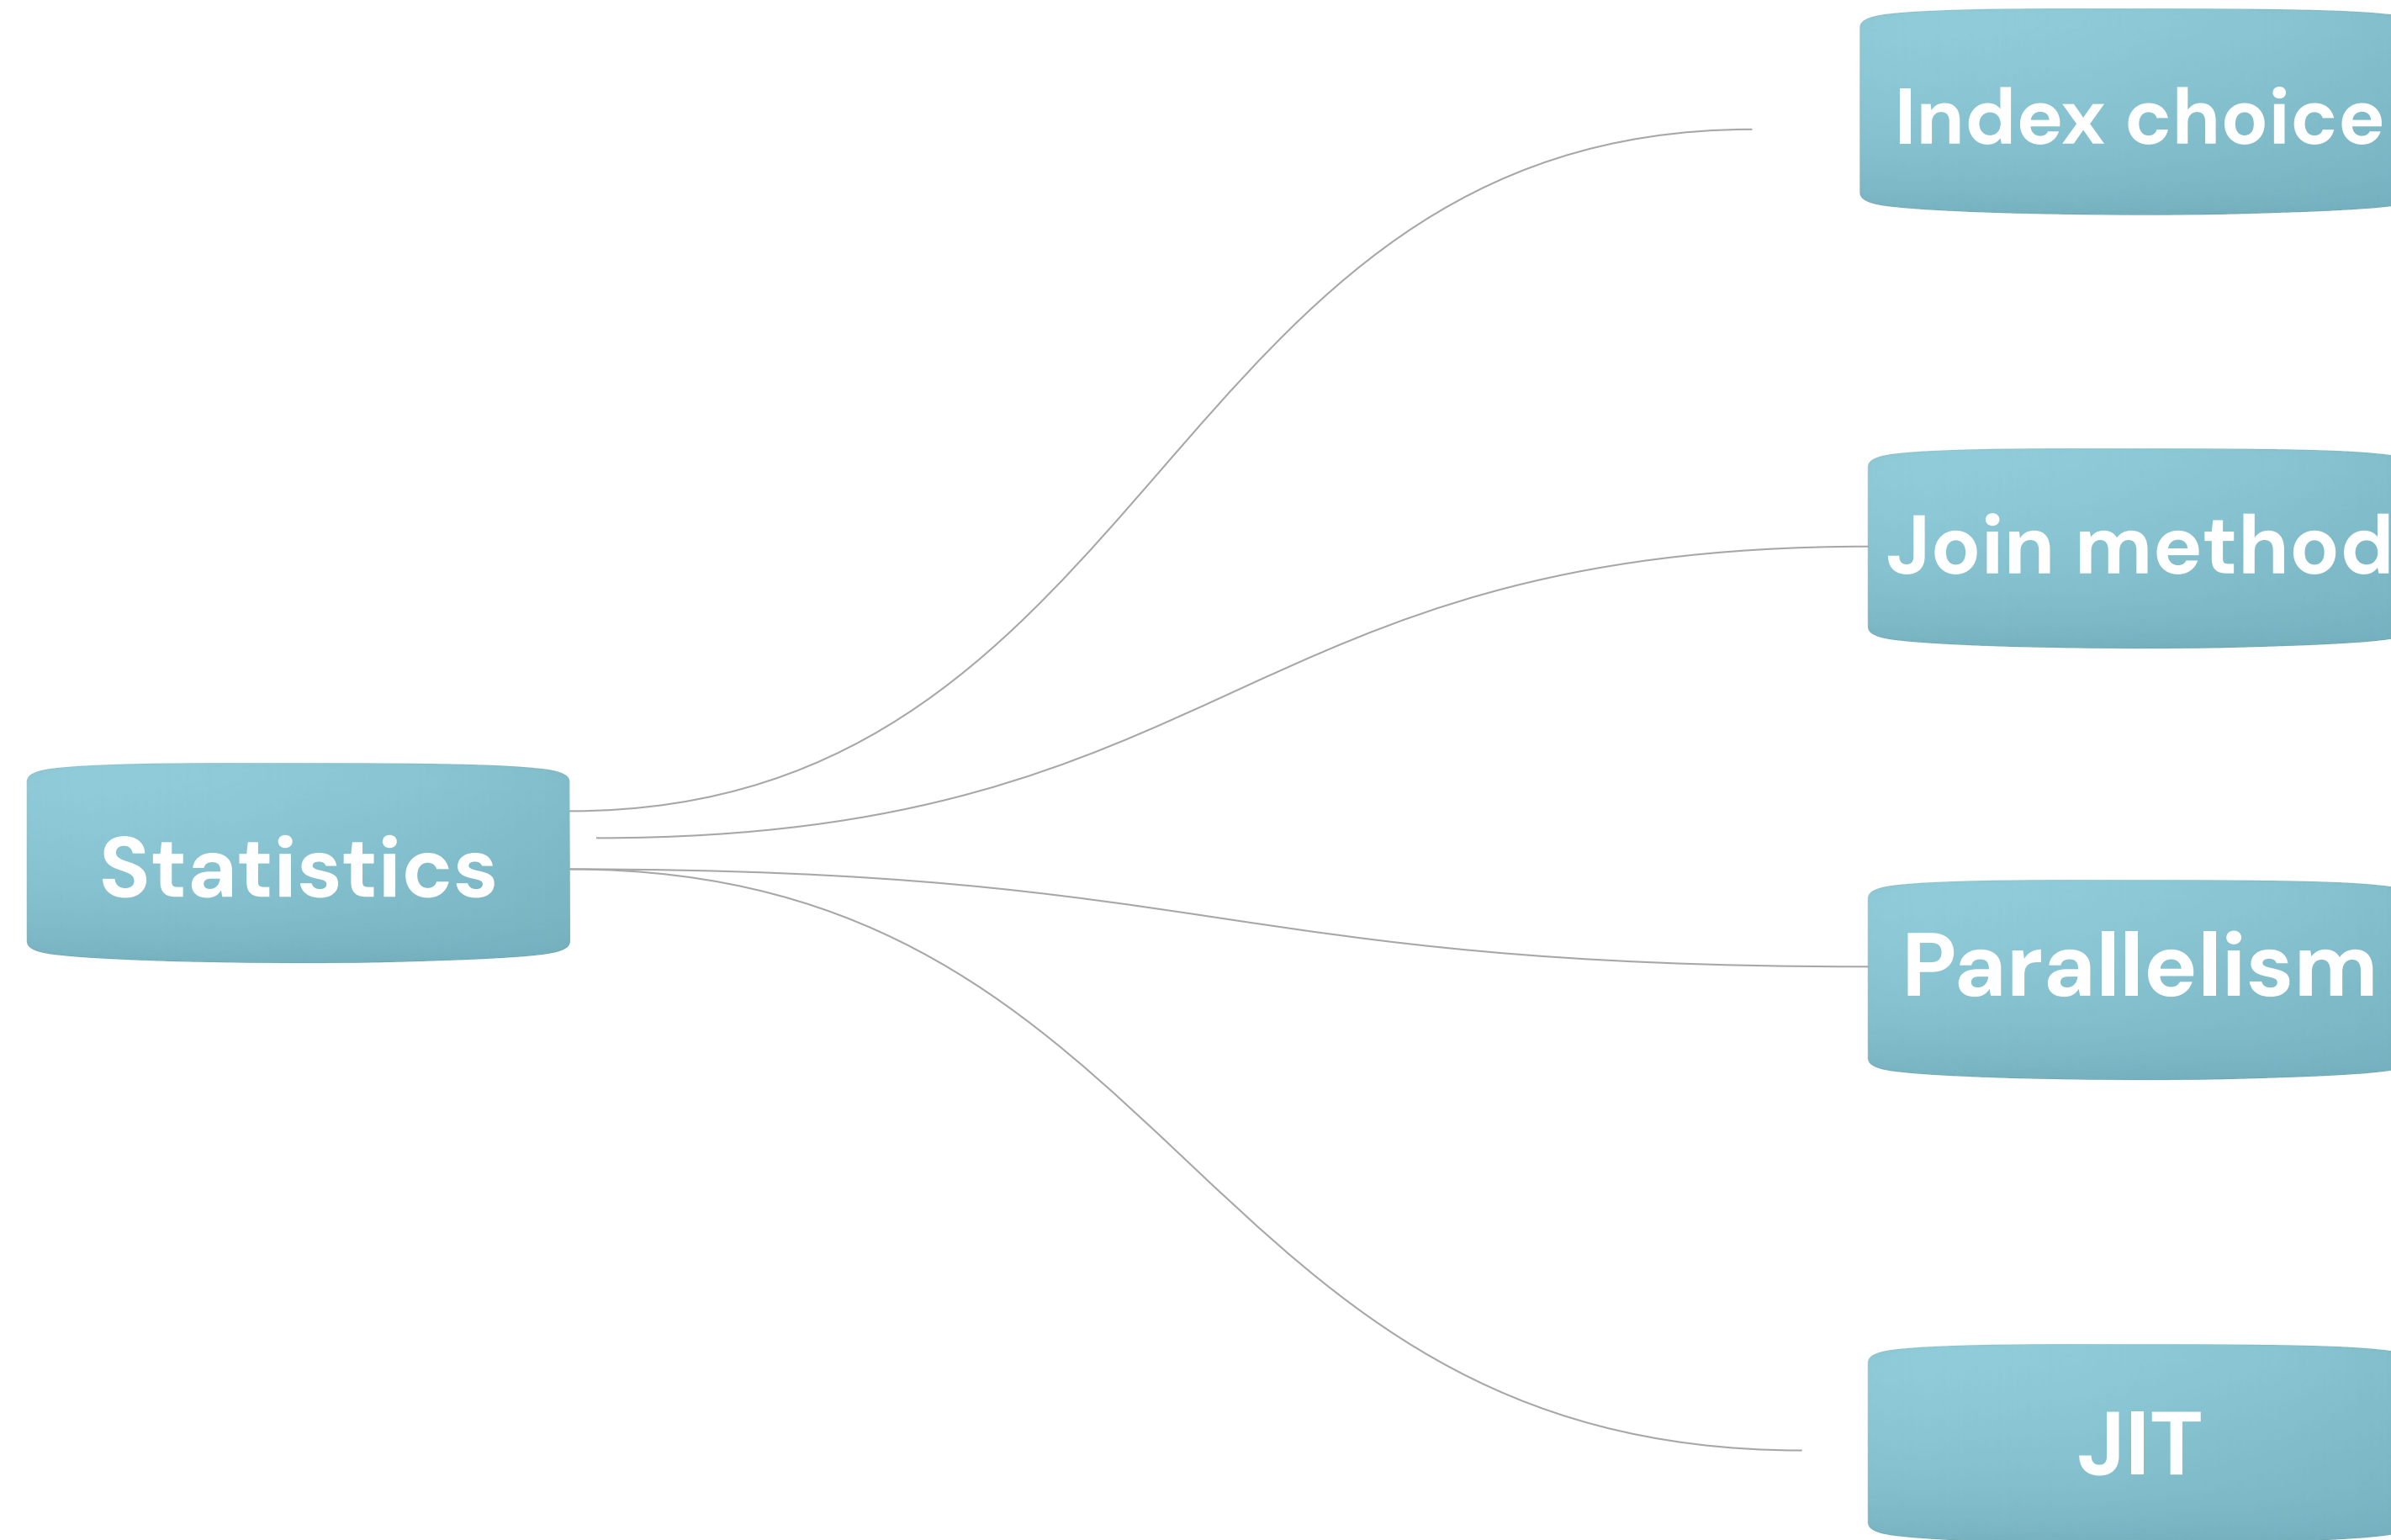 Index choice
Join method
Statistics
Parallelism
JIT